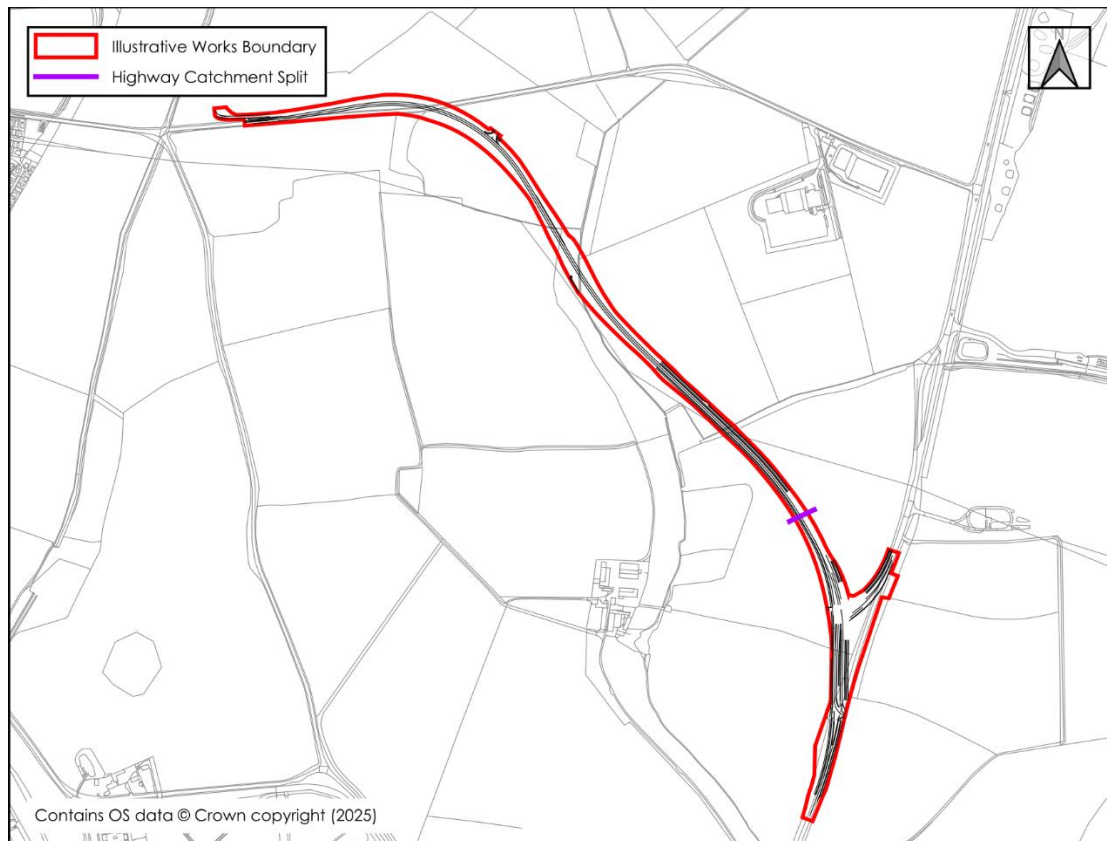 Illustrative Works Boundary
Highway Catchment Split
N
Contains OS data © Crown copyright (2025)